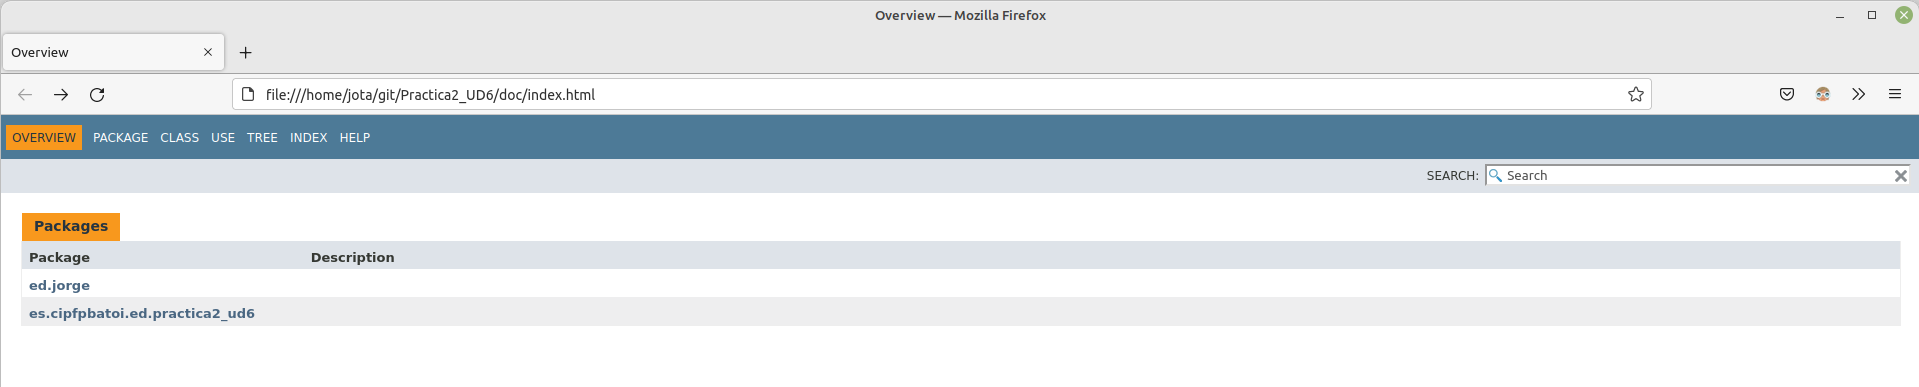 Overview — Mozilla Firefox
Overview
file:///home/jota/git/Practica2_UD6/doc/index.html
OVERVIEW PACKAGE CLASS USE TREE INDEX HELP
SEARCH: Search
Packages
Package Description
ed.jorge
es.cipfpbatoi.ed.practica2_ud6